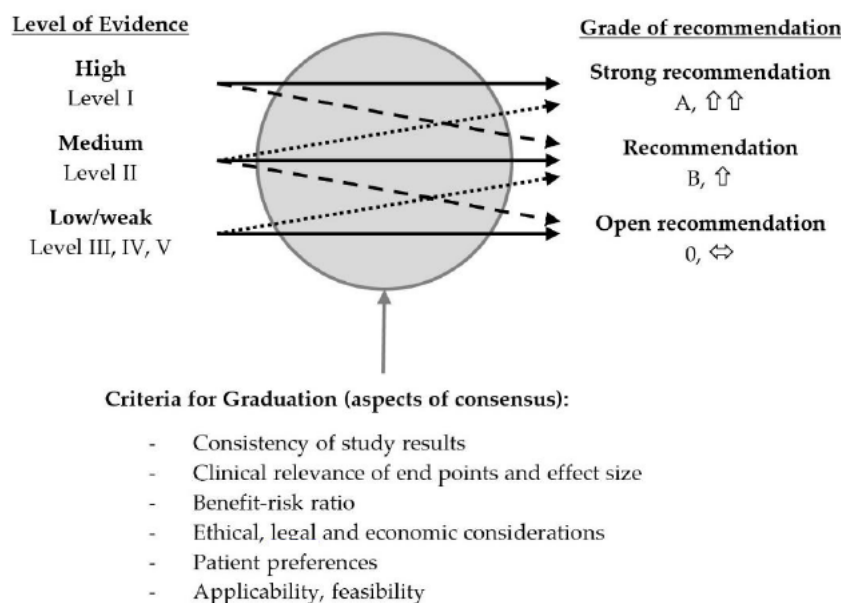 Level of Evidence
High
Level I
Medium
Level II
Low/weak
Level III, IV, V
Grade of recommendation
Strong recommendation
A, ⇧⇧
Recommendation
B, ⇧
Open recommendation
0, ⬄
Criteria for Graduation (aspects of consensus):
- Consistency of study results
- Clinical relevance of end points and effect size
- Benefit-risk ratio
- Ethical, legal and economic considerations
- Patient preferences
- Applicability, feasibility